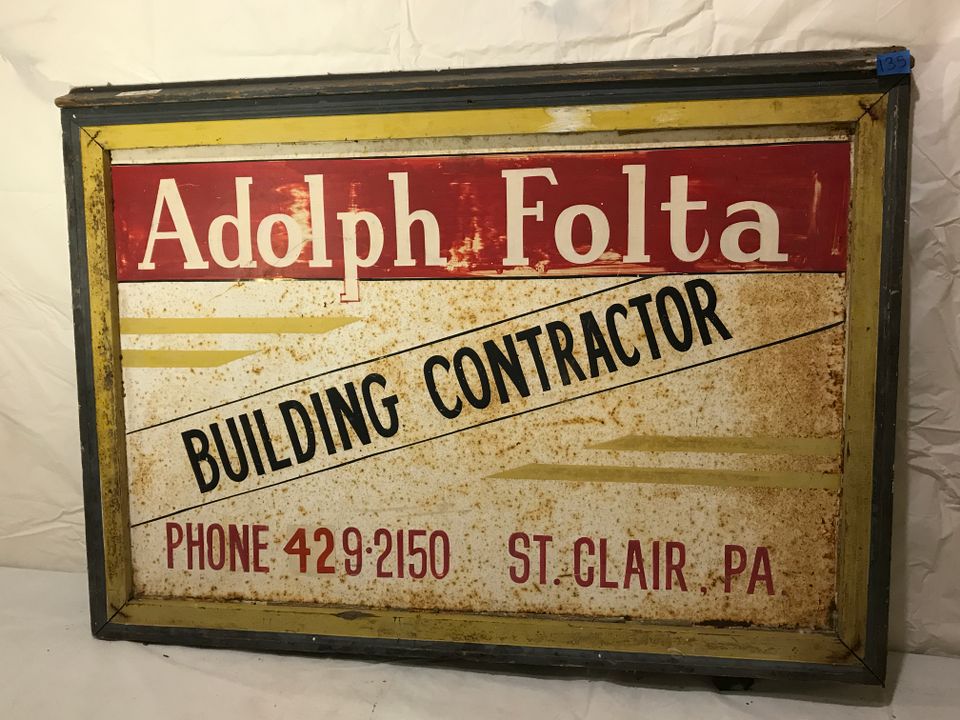 135
Adolph Folta
BUILDING CONTRACTOR
PHONE 429·2150 ST. CLAIR, PA.